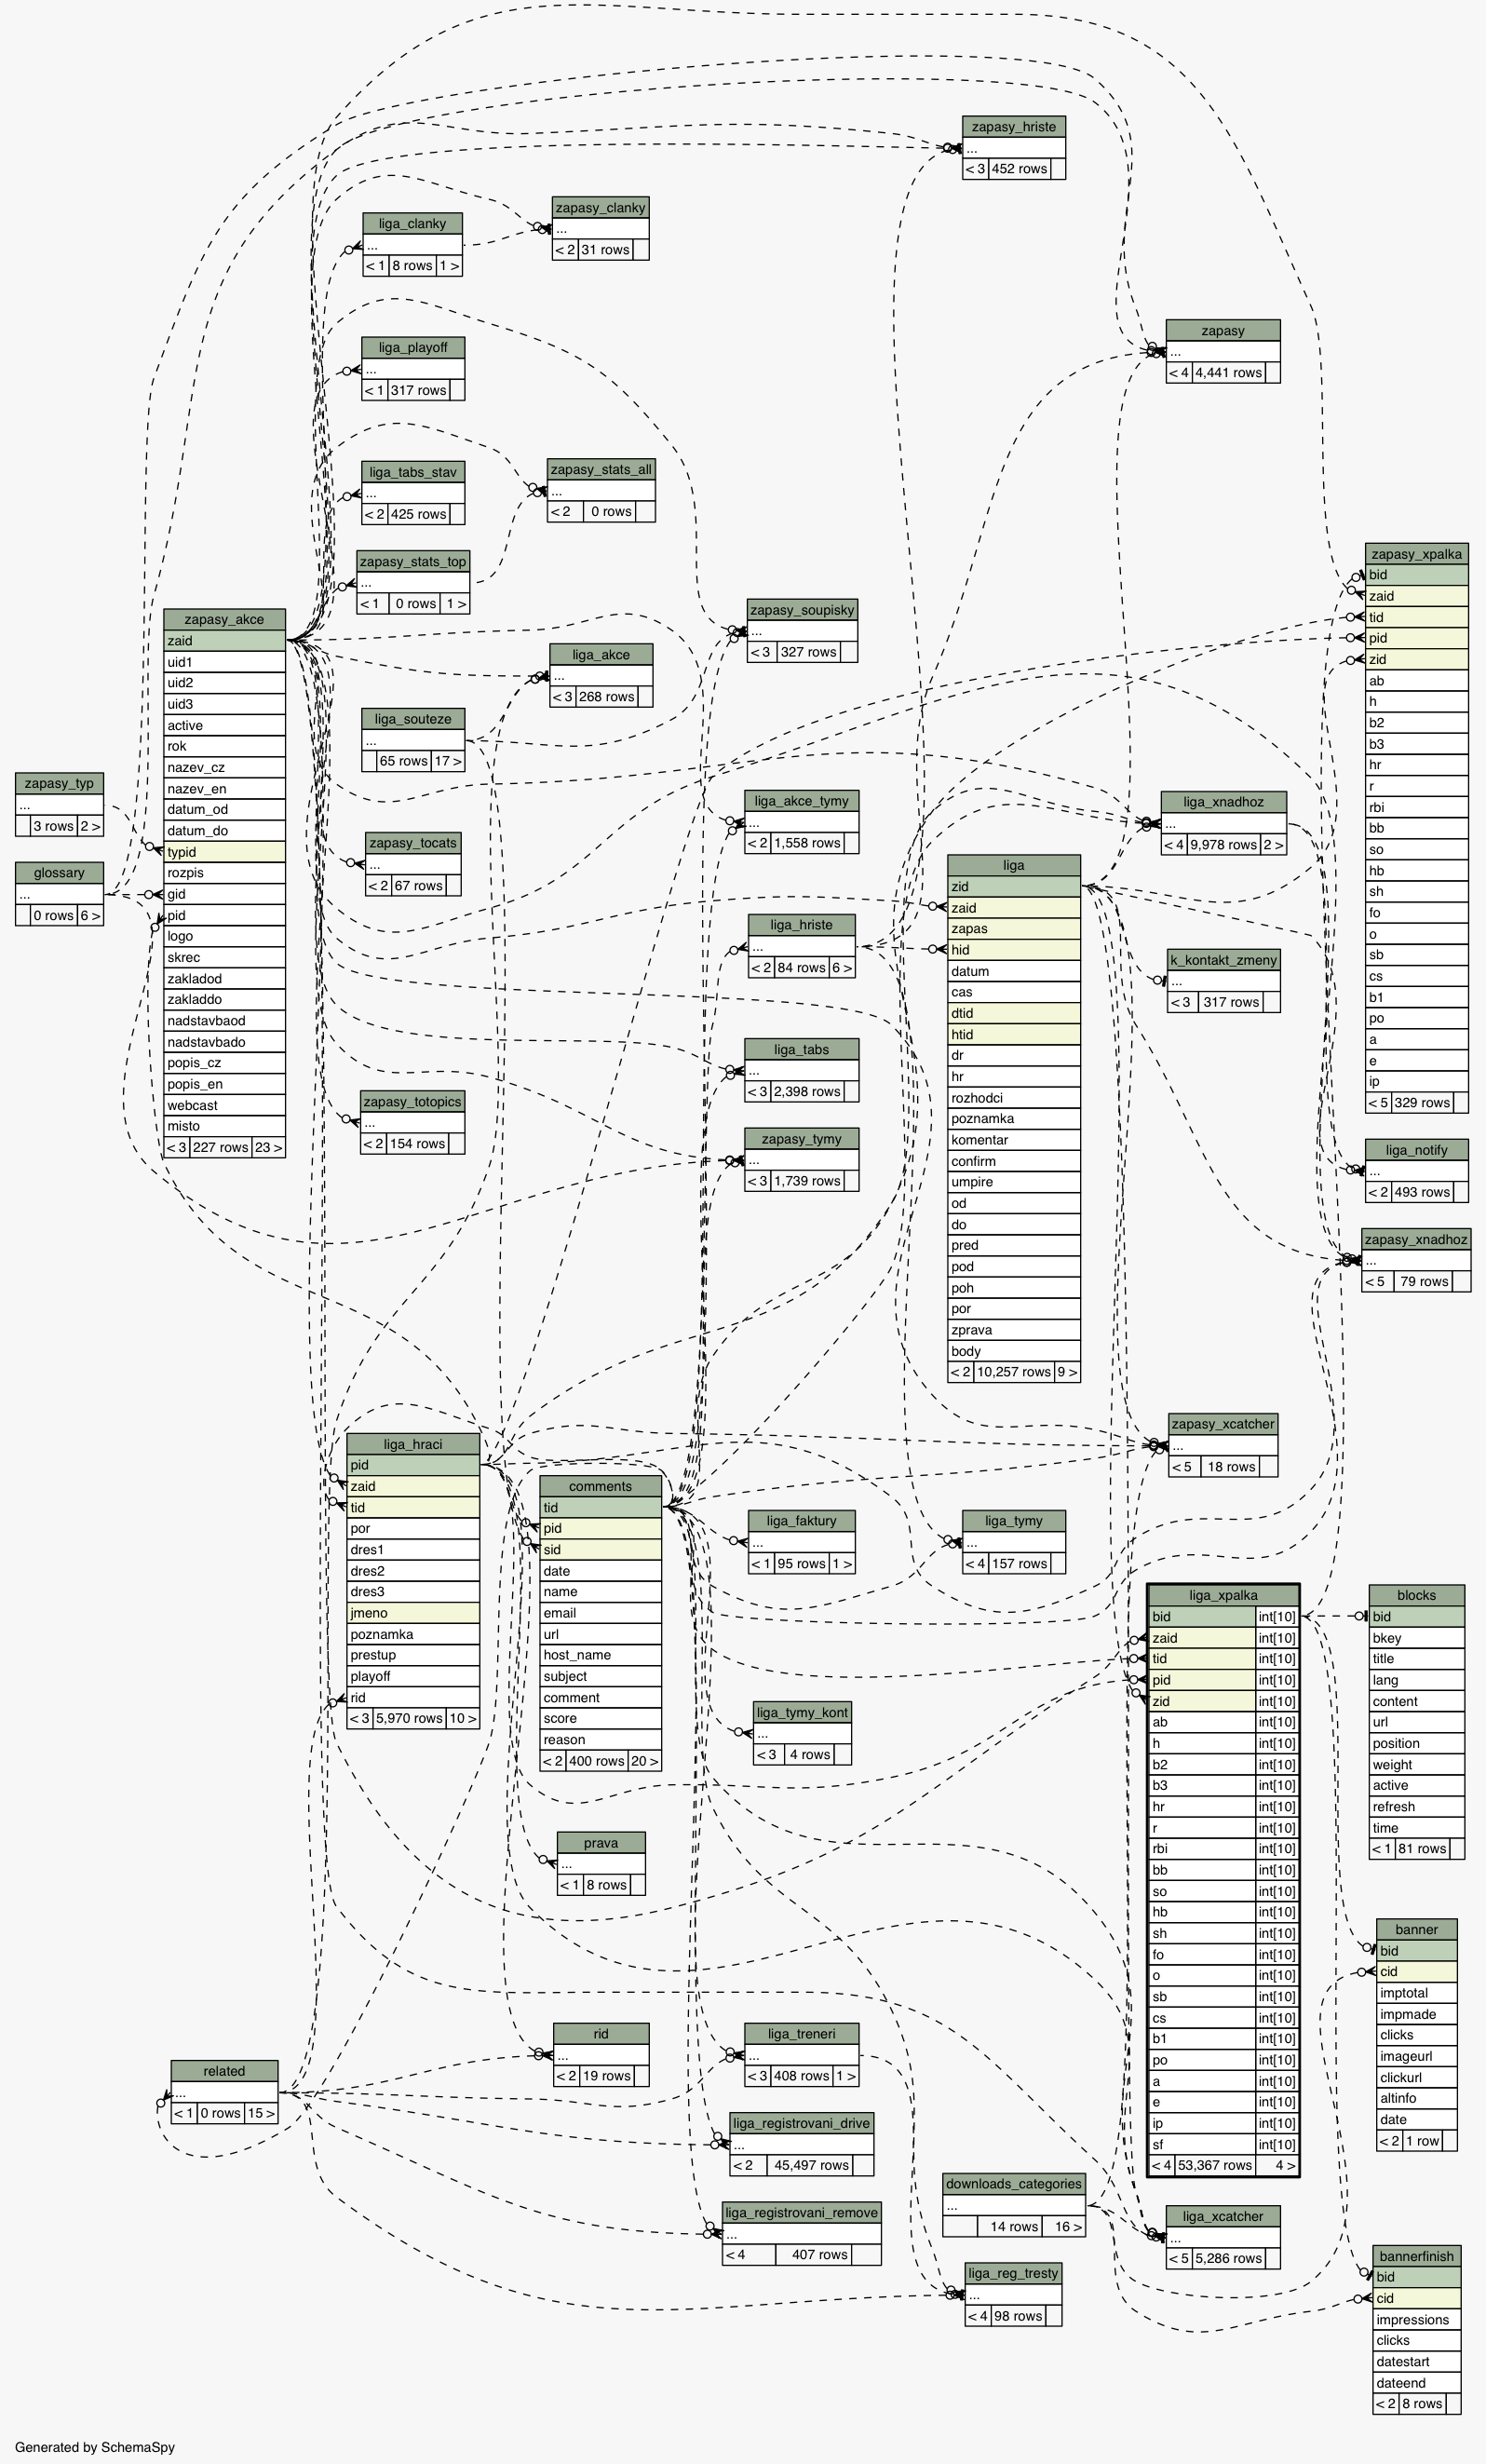 zapasy_hriste
...
< 3 452 rows
zapasy_clanky
...
< 2 31 rows
liga_clanky
...
< 1 8 rows 1 >
zapasy
...
< 4 4,441 rows
liga_playoff
...
< 1 317 rows
liga_tabs_stav
...
< 2 425 rows
zapasy_stats_all
...
< 2 0 rows
zapasy_stats_top
...
< 1 0 rows 1 >
zapasy_xpalka
bid
zaid
tid
pid
zid
ab
h
b2
b3
hr
r
rbi
bb
so
hb
sh
fo
o
sb
cs
b1
po
a
e
ip
< 5 329 rows
zapasy_akce
zaid
uid1
uid2
uid3
active
rok
nazev_cz
nazev_en
datum_od
datum_do
typid
rozpis
gid
pid
logo
skrec
zakladod
zakladdo
nadstavbaod
nadstavbado
popis_cz
popis_en
webcast
misto
< 3 227 rows 23 >
zapasy_soupisky
...
< 3 327 rows
liga_akce
...
< 3 268 rows
liga_souteze
...
65 rows 17 >
zapasy_typ
...
3 rows 2 >
glossary
...
0 rows 6 >
liga_akce_tymy
...
< 2 1,558 rows
liga_xnadhoz
...
< 4 9,978 rows 2 >
zapasy_tocats
...
< 2 67 rows
liga
zid
zaid
zapas
hid
datum
cas
dtid
htid
dr
hr
rozhodci
poznamka
komentar
confirm
umpire
od
do
pred
pod
poh
por
zprava
body
< 2 10,257 rows 9 >
liga_hriste
...
< 2 84 rows 6 >
k_kontakt_zmeny
...
< 3 317 rows
liga_tabs
...
< 3 2,398 rows
zapasy_totopics
...
< 2 154 rows
zapasy_tymy
...
< 3 1,739 rows
liga_notify
...
< 2 493 rows
zapasy_xnadhoz
...
< 5 79 rows
zapasy_xcatcher
...
< 5 18 rows
liga_hraci
pid
zaid
tid
por
dres1
dres2
dres3
jmeno
poznamka
prestup
playoff
rid
< 3 5,970 rows 10 >
comments
tid
pid
sid
date
name
email
url
host_name
subject
comment
score
reason
< 2 400 rows 20 >
liga_faktury
...
< 1 95 rows 1 >
liga_tymy
...
< 4 157 rows
liga_xpalka
bid int[10]
zaid int[10]
tid int[10]
pid int[10]
zid int[10]
ab int[10]
h int[10]
b2 int[10]
b3 int[10]
hr int[10]
r int[10]
rbi int[10]
bb int[10]
so int[10]
hb int[10]
sh int[10]
fo int[10]
o int[10]
sb int[10]
cs int[10]
b1 int[10]
po int[10]
a int[10]
e int[10]
ip int[10]
sf int[10]
< 4 53,367 rows 4 >
blocks
bid
bkey
title
lang
content
url
position
weight
active
refresh
time
< 1 81 rows
liga_tymy_kont
...
< 3 4 rows
prava
...
< 1 8 rows
banner
bid
cid
imptotal
impmade
clicks
imageurl
clickurl
altinfo
date
< 2 1 row
rid
...
< 2 19 rows
liga_treneri
...
< 3 408 rows 1 >
related
...
< 1 0 rows 15 >
liga_registrovani_drive
...
< 2 45,497 rows
downloads_categories
...
14 rows 16 >
liga_registrovani_remove
...
< 4 407 rows
liga_xcatcher
...
< 5 5,286 rows
liga_reg_tresty
...
< 4 98 rows
bannerfinish
bid
cid
impressions
clicks
datestart
dateend
< 2 8 rows
Generated by SchemaSpy